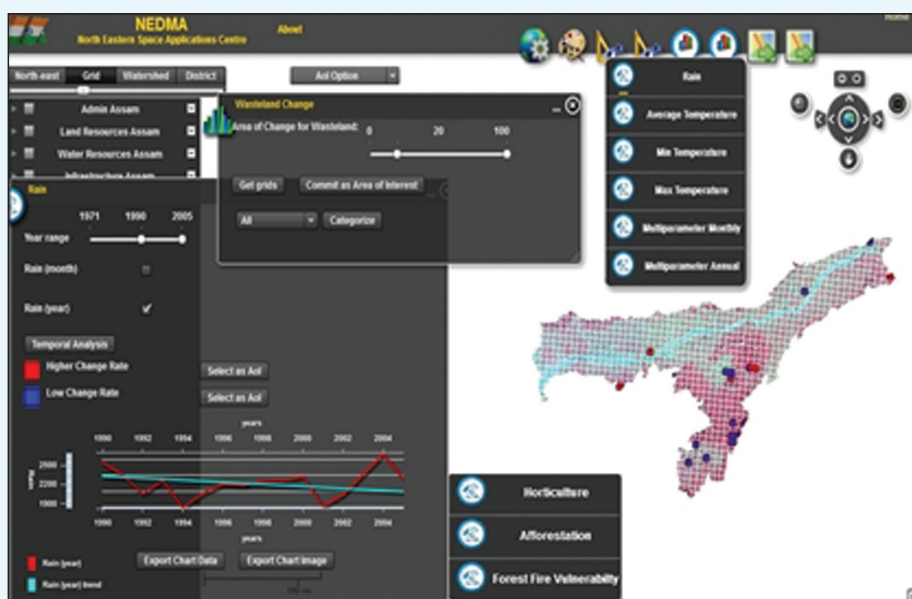 Home
NEDMA
North Eastern Space Applications Centre
About
North-east Grid Watershed District
AoI Option
Admin Assam
Land Resources Assam
Water Resources Assam
Infrastructure Assam
Wasteland Change
Area of Change for Wasteland: 0 20 100
Get grids Commit as Area of Interest
All Categorize
Rain
Average Temperature
Min Temperature
Max Temperature
Multiparameter Monthly
Multiparameter Annual
Rain
1971 1990 2005
Year range
Rain (month)
Rain (year)
Temporal Analysis
Higher Change Rate Select as AoI
Low Change Rate Select as AoI
years
1990 1992 1994 1996 1998 2000 2002 2004
2500
2200
1900
Rain
1990 1992 1994 1996 1998 2000 2002 2004
years
Rain (year) Export Chart Data Export Chart Image
Rain (year) trend
Horticulture
Afforestation
Forest Fire Vulnerability